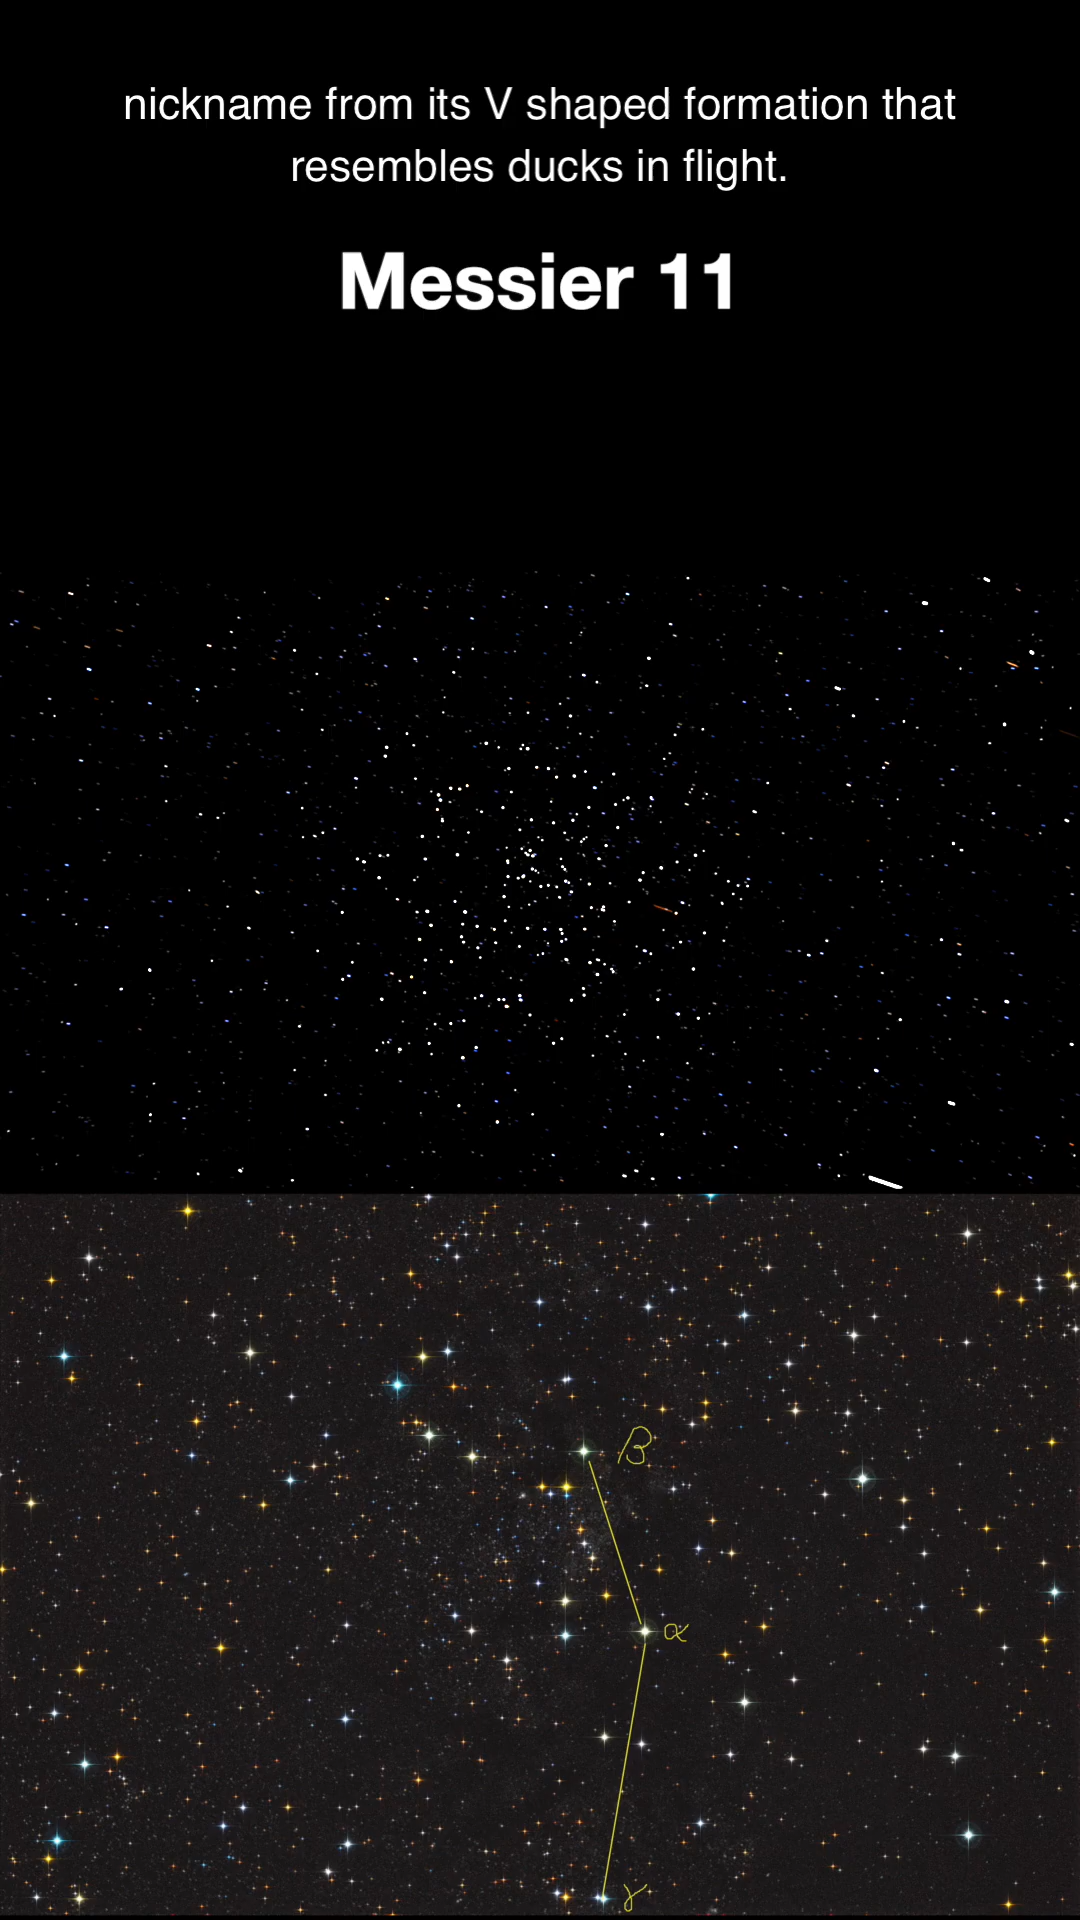 nickname from its V shaped formation that
resembles ducks in flight.
Messier 11
β
α
γ